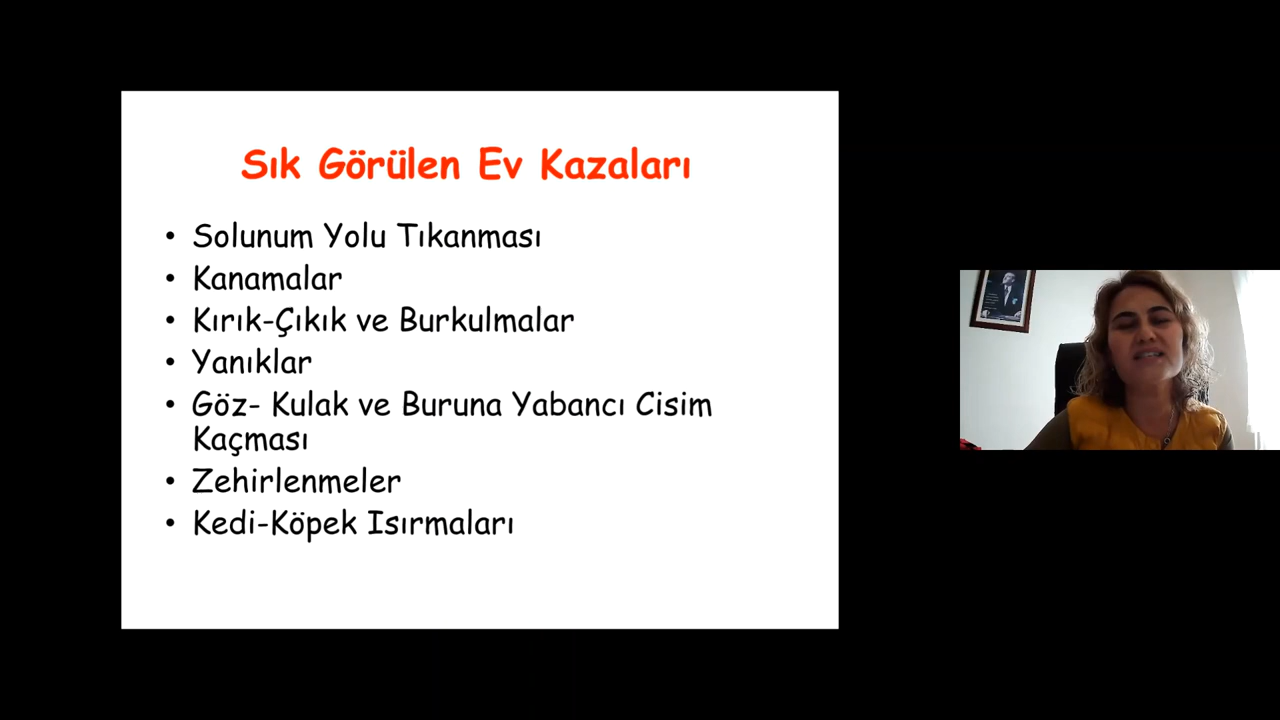 Sık Görülen Ev Kazaları
• Solunum Yolu Tıkanması
• Kanamalar
• Kırık-Çıkık ve Burkulmalar
• Yanıklar
• Göz- Kulak ve Buruna Yabancı Cisim
Kaçması
• Zehirlenmeler
• Kedi-Köpek Isırmaları